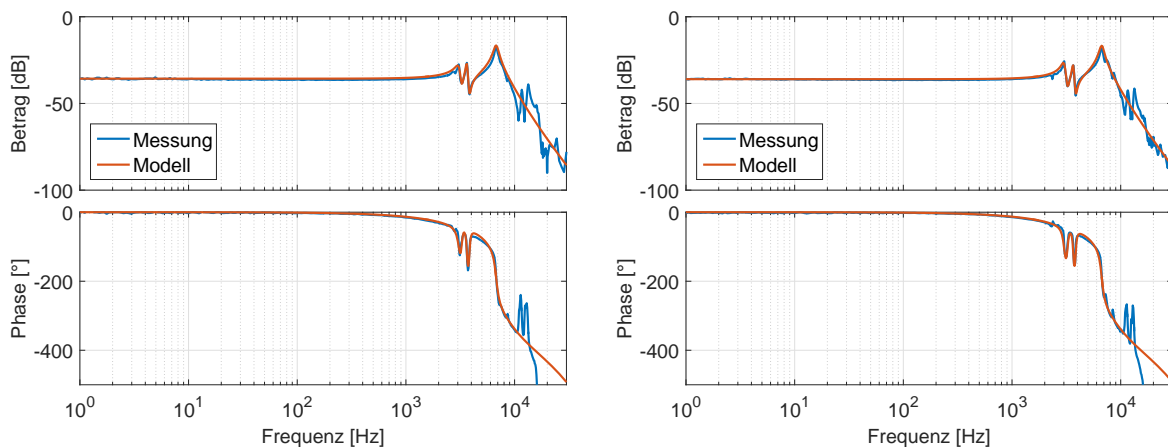 0
-50
-100
Betrag [dB]
Messung
Modell
0
-200
-400
Phase [°]
10^0 10^1 10^2 10^3 10^4
Frequenz [Hz]
0
-50
-100
Betrag [dB]
Messung
Modell
0
-200
-400
Phase [°]
10^0 10^1 10^2 10^3 10^4
Frequenz [Hz]